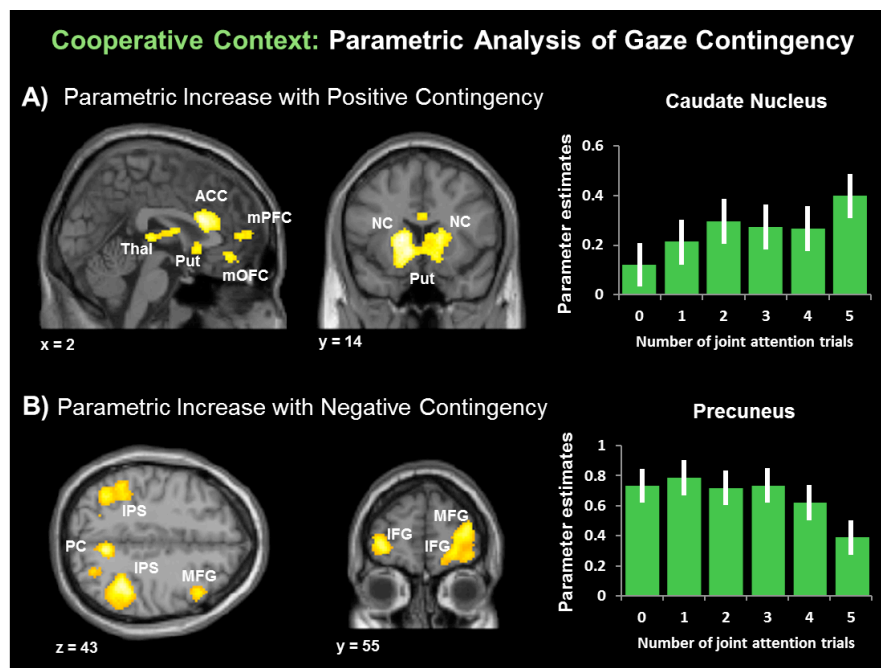 Cooperative Context: Parametric Analysis of Gaze Contingency
A) Parametric Increase with Positive Contingency
ACC
mPFC
Thal
Put
mOFC
x = 2
NC
NC
Put
y = 14
Caudate Nucleus
Parameter estimates
0.6
0.4
0.2
0
0 1 2 3 4 5
Number of joint attention trials
B) Parametric Increase with Negative Contingency
IPS
PC
IPS
MFG
z = 43
MFG
IFG
IFG
y = 55
Precuneus
Parameter estimates
1
0.8
0.6
0.4
0.2
0
0 1 2 3 4 5
Number of joint attention trials